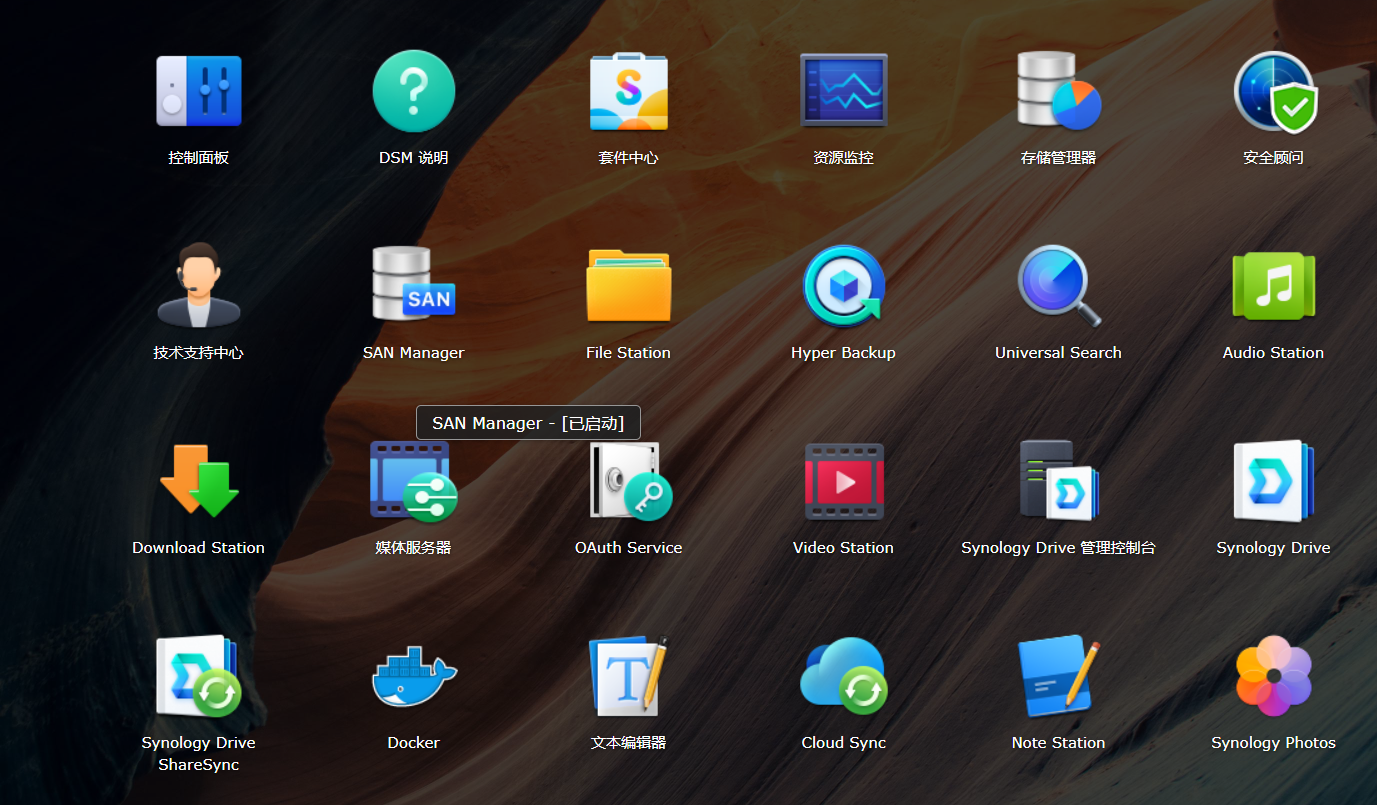 控制面板
DSM 说明
套件中心
资源监控
存储管理器
安全顾问
SAN
技术支持中心
SAN Manager
File Station
Hyper Backup
Universal Search
Audio Station
SAN Manager - [已启动]
Download Station
媒体服务器
OAuth Service
Video Station
Synology Drive 管理控制台
Synology Drive
T
Synology Drive
ShareSync
Docker
文本编辑器
Cloud Sync
Note Station
Synology Photos